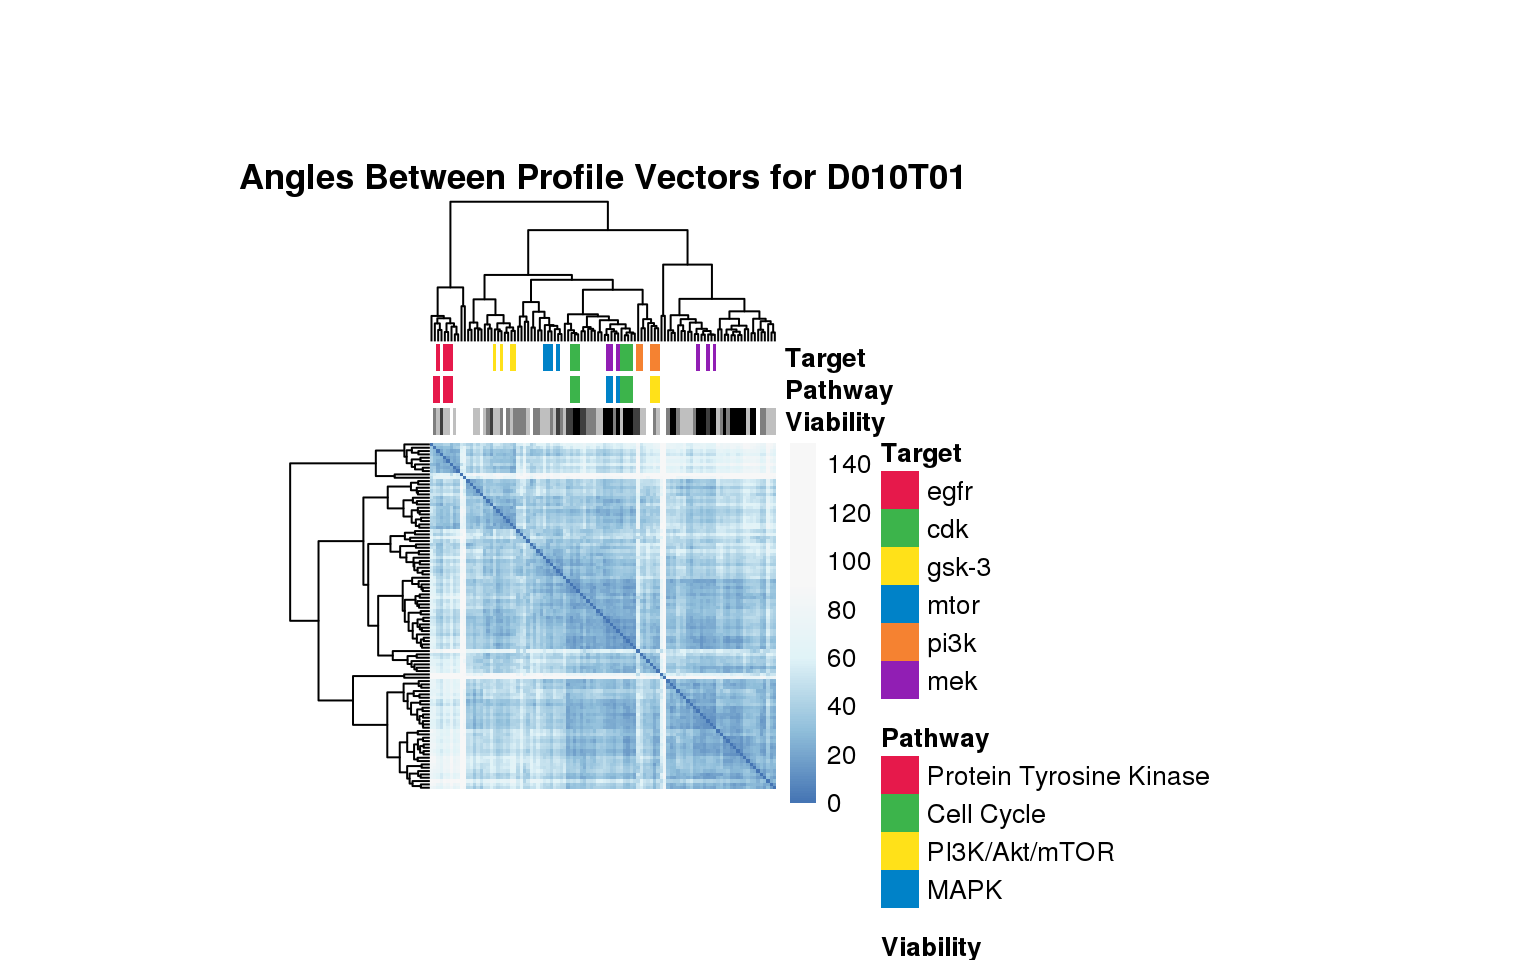 Angles Between Profile Vectors for D010T01
Target
Pathway
Viability
140
120
100
80
60
40
20
0
Target
egfr
cdk
gsk-3
mtor
pi3k
mek
Pathway
Protein Tyrosine Kinase
Cell Cycle
PI3K/Akt/mTOR
MAPK
Viability